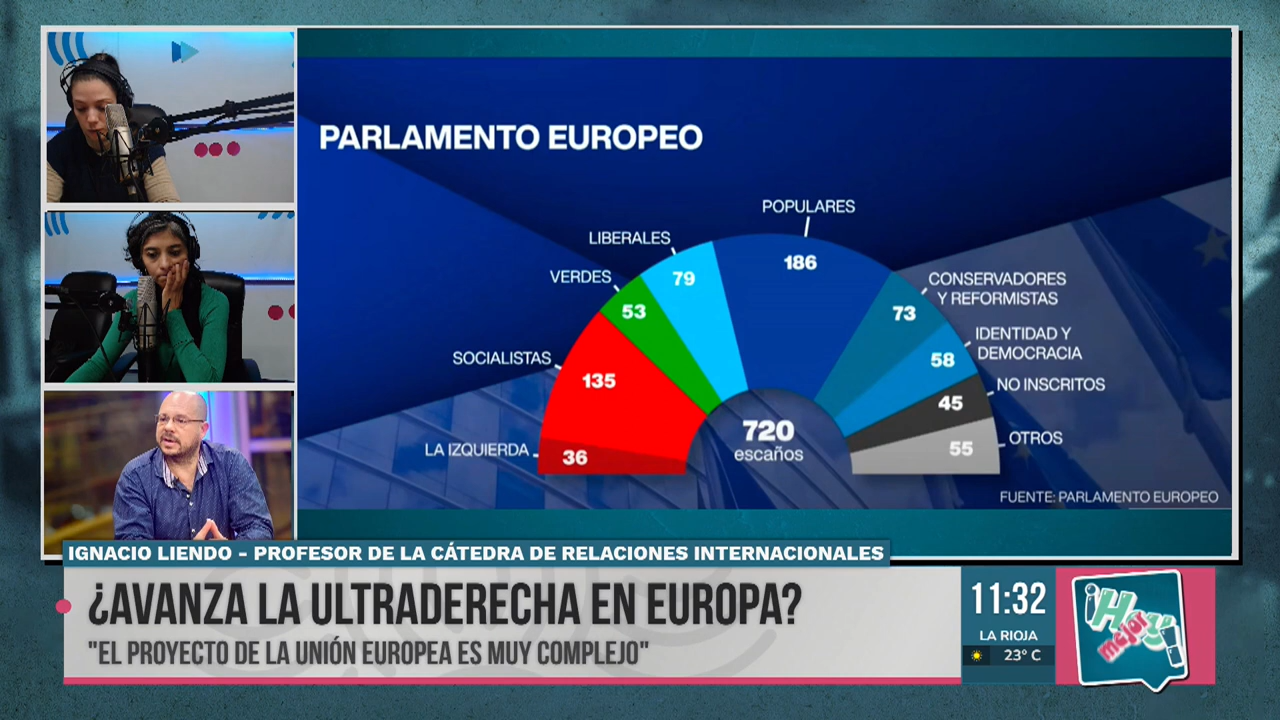 PARLAMENTO EUROPEO
POPULARES
LIBERALES
186
VERDES
79
CONSERVADORES
Y REFORMISTAS
53
73
IDENTIDAD Y
DEMOCRACIA
SOCIALISTAS
58
135
NO INSCRITOS
45
720
escaños
OTROS
LA IZQUIERDA
55
36
FUENTE: PARLAMENTO EUROPEO
IGNACIO LIENDO - PROFESOR DE LA CÁTEDRA DE RELACIONES INTERNACIONALES
¿AVANZA LA ULTRADERECHA EN EUROPA?
"EL PROYECTO DE LA UNIÓN EUROPEA ES MUY COMPLEJO"
11:32
LA RIOJA
23° C
¡Hoy
mejor